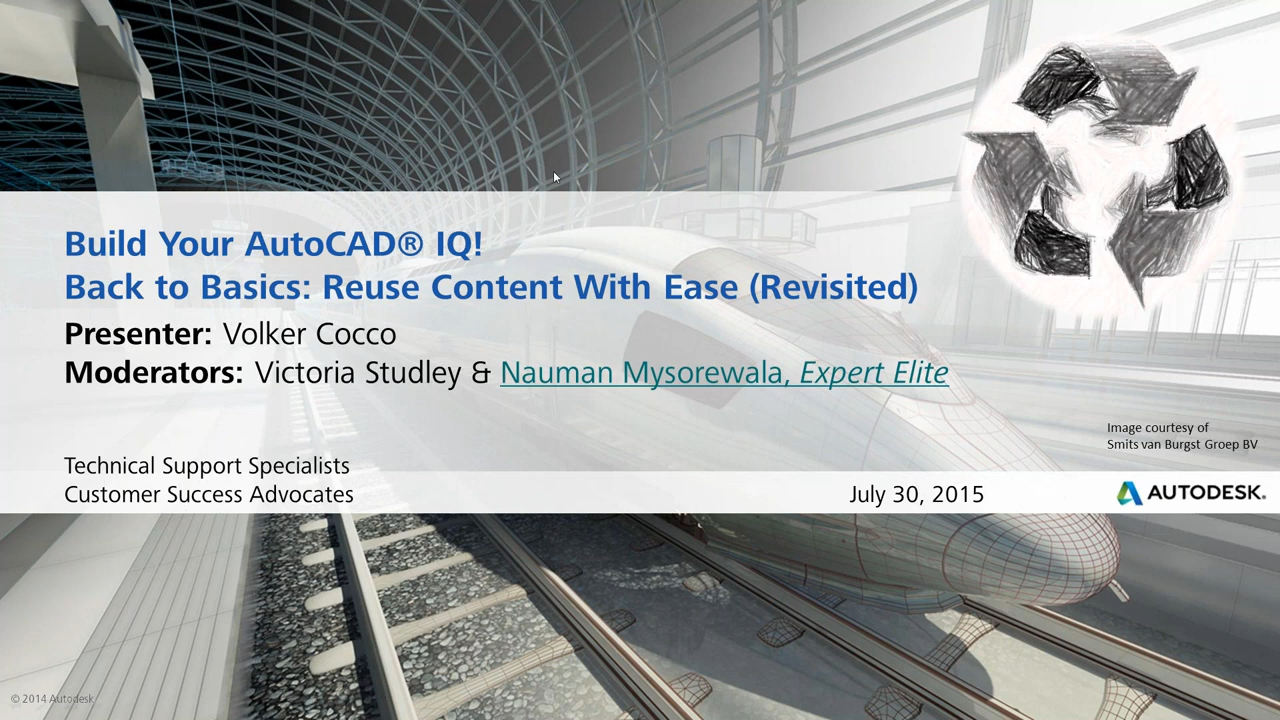 Build Your AutoCAD® IQ!
Back to Basics: Reuse Content With Ease (Revisited)
Presenter: Volker Cocco
Moderators: Victoria Studley & Nauman Mysorewala, Expert Elite
Image courtesy of
Smits van Burgst Groep BV
Technical Support Specialists
Customer Success Advocates
July 30, 2015
AUTODESK.
© 2014 Autodesk